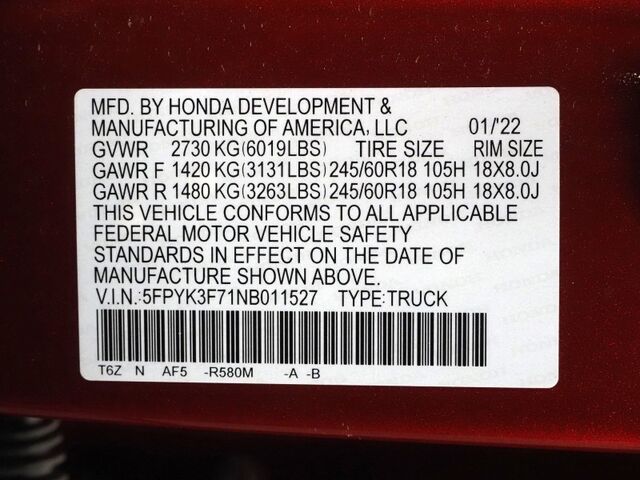 MFD. BY HONDA DEVELOPMENT &
MANUFACTURING OF AMERICA, LLC 01/'22
GVWR 2730 KG(6019LBS) TIRE SIZE RIM SIZE
GAWR F 1420 KG(3131LBS) 245/60R18 105H 18X8.0J
GAWR R 1480 KG(3263LBS) 245/60R18 105H 18X8.0J
THIS VEHICLE CONFORMS TO ALL APPLICABLE
FEDERAL MOTOR VEHICLE SAFETY
STANDARDS IN EFFECT ON THE DATE OF
MANUFACTURE SHOWN ABOVE.
V.I.N.:5FPYK3F71NB011527 TYPE:TRUCK
T6Z N AF5 -R580M -A -B